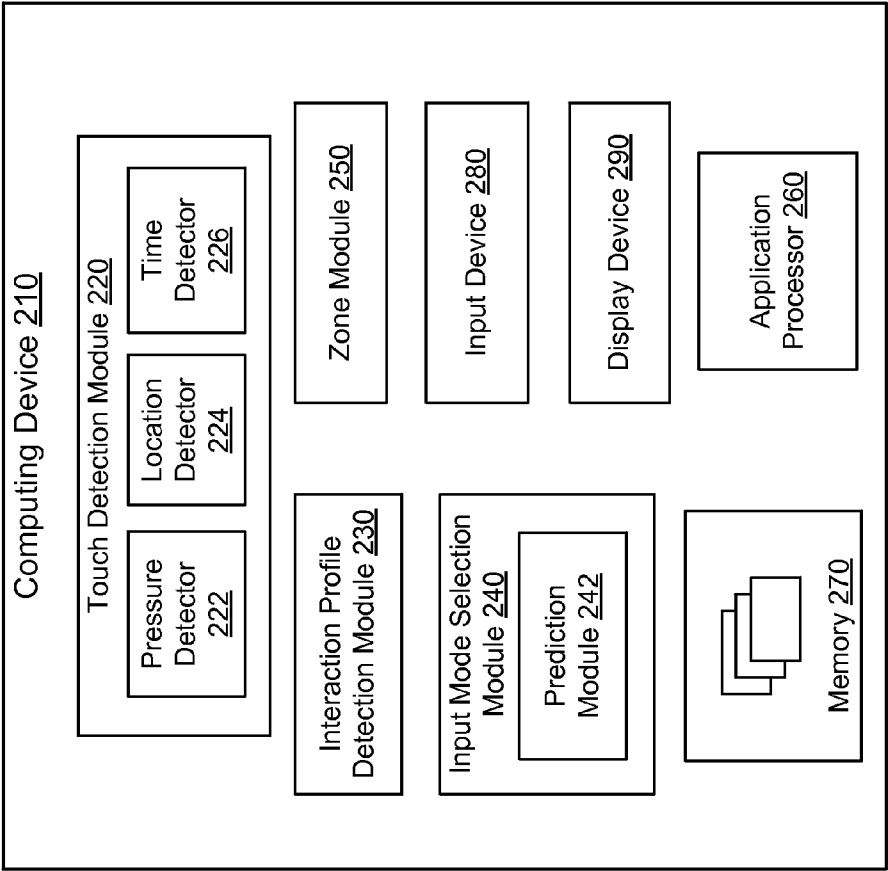 Computing Device 210
Touch Detection Module 220
Pressure
Detector
222
Location
Detector
224
Time
Detector
226
Interaction Profile
Detection Module 230
Zone Module 250
Input Mode Selection
Module 240
Prediction
Module 242
Input Device 280
Display Device 290
Memory 270
Application
Processor 260